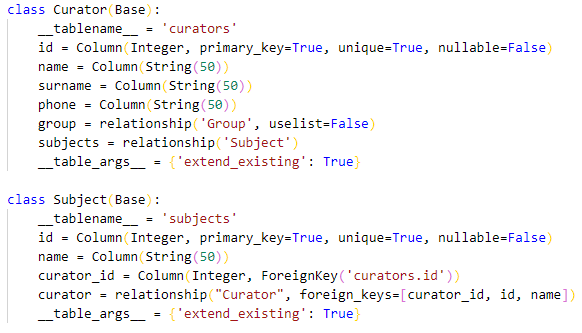 class Curator(Base):
    __tablename__ = 'curators'
    id = Column(Integer, primary_key=True, unique=True, nullable=False)
    name = Column(String(50))
    surname = Column(String(50))
    phone = Column(String(50))
    group = relationship('Group', uselist=False)
    subjects = relationship('Subject')
    __table_args__ = {'extend_existing': True}

class Subject(Base):
    __tablename__ = 'subjects'
    id = Column(Integer, primary_key=True, unique=True, nullable=False)
    name = Column(String(50))
    curator_id = Column(Integer, ForeignKey('curators.id'))
    curator = relationship("Curator", foreign_keys=[curator_id, id, name])
    __table_args__ = {'extend_existing': True}